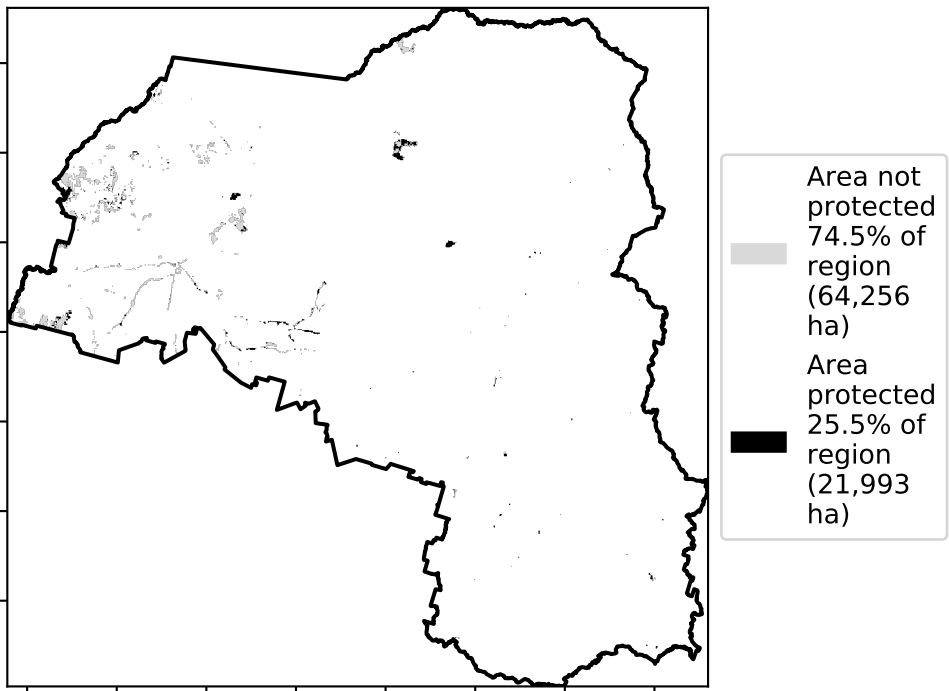 Area not
protected
74.5% of
region
(64,256
ha)
Area
protected
25.5% of
region
(21,993
ha)